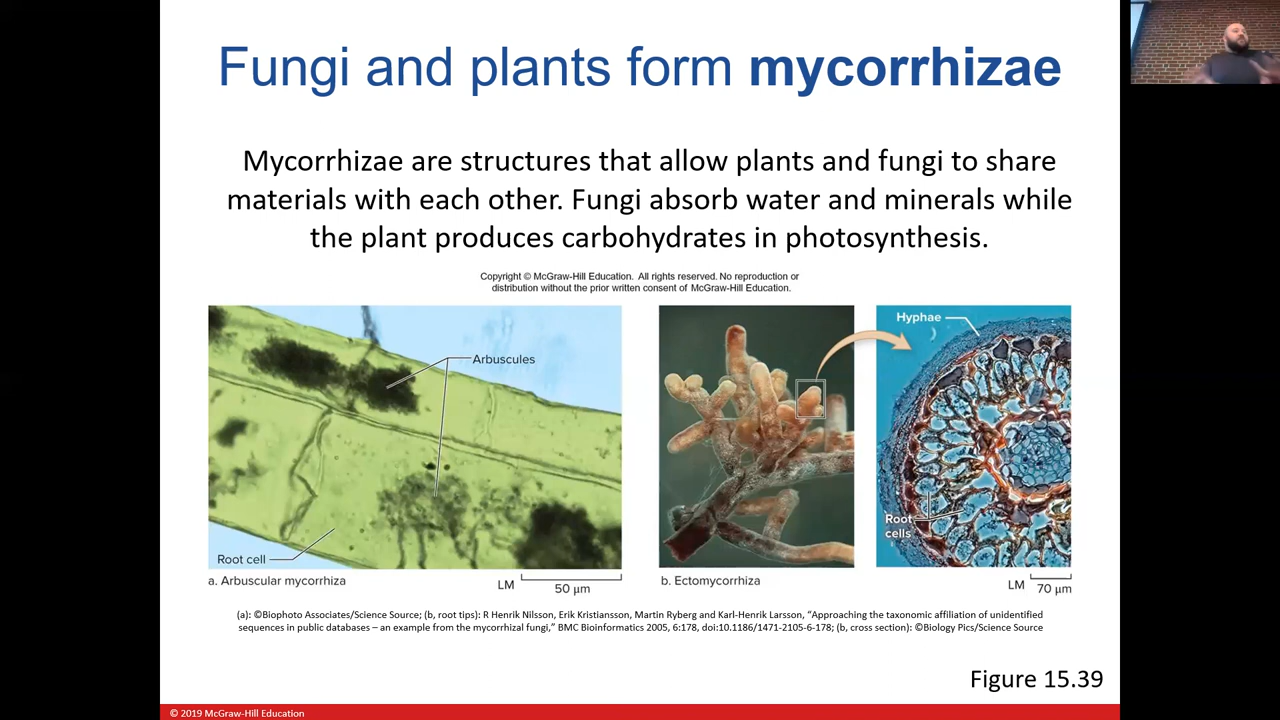 Fungi and plants form mycorrhizae
Mycorrhizae are structures that allow plants and fungi to share
materials with each other. Fungi absorb water and minerals while
the plant produces carbohydrates in photosynthesis.
Copyright © McGraw-Hill Education. All rights reserved. No reproduction or
distribution without the prior written consent of McGraw-Hill Education.
Arbuscules
Root cell
a. Arbuscular mycorrhiza
LM
50 µm
Hyphae
Root
cells
b. Ectomycorrhiza
LM
70 µm
(a): ©Biophoto Associates/Science Source; (b, root tips): R Henrik Nilsson, Erik Kristiansson, Martin Ryberg and Karl-Henrik Larsson, “Approaching the taxonomic affiliation of unidentified
sequences in public databases – an example from the mycorrhizal fungi,” BMC Bioinformatics 2005, 6:178, doi:10.1186/1471-2105-6-178; (b, cross section): ©Biology Pics/Science Source
Figure 15.39
© 2019 McGraw-Hill Education